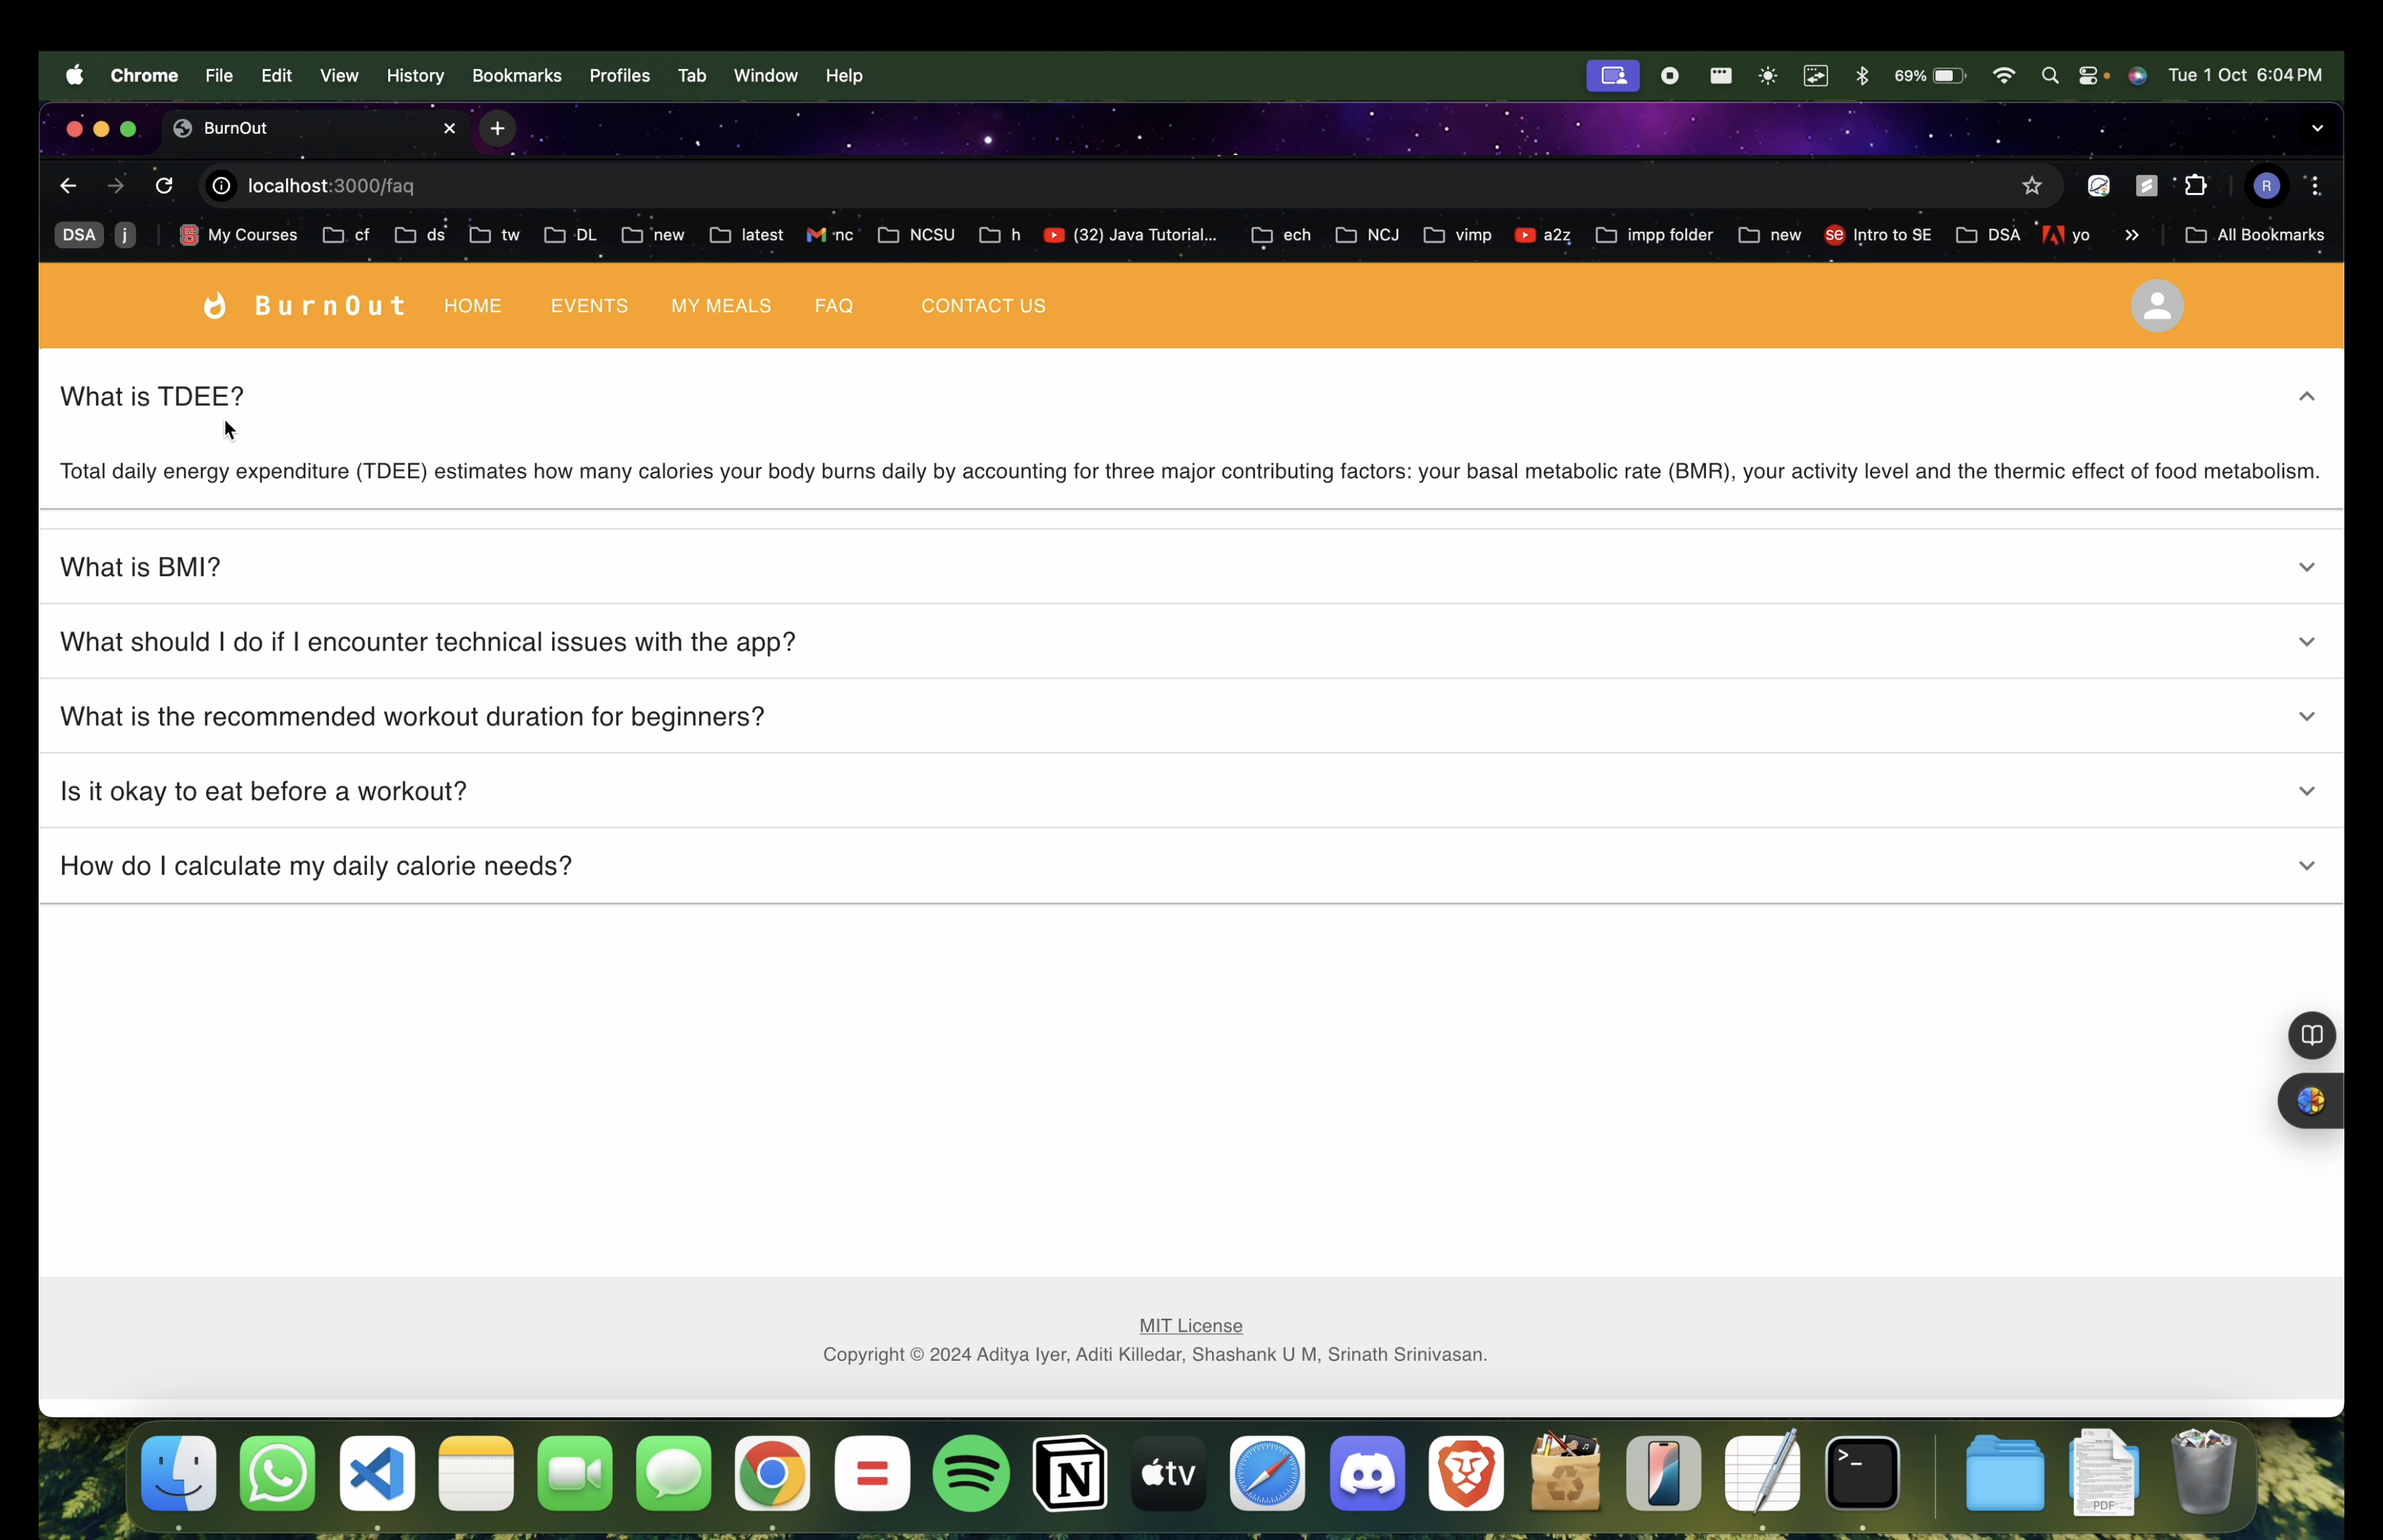 Chrome File Edit View History Bookmarks Profiles Tab Window Help 69% Tue 1 Oct 6:04 PM
BurnOut
localhost:3000/faq R
DSA j My Courses cf ds tw DL new latest nc NCSU h (32) Java Tutorial... ech NCJ vimp a2z impp folder new se Intro to SE DSA yo All Bookmarks
BurnOut HOME EVENTS MY MEALS FAQ CONTACT US
What is TDEE?
Total daily energy expenditure (TDEE) estimates how many calories your body burns daily by accounting for three major contributing factors: your basal metabolic rate (BMR), your activity level and the thermic effect of food metabolism.
What is BMI?
What should I do if I encounter technical issues with the app?
What is the recommended workout duration for beginners?
Is it okay to eat before a workout?
How do I calculate my daily calorie needs?
MIT License
Copyright © 2024 Aditya Iyer, Aditi Killedar, Shashank U M, Srinath Srinivasan.
N tv >_ PDF